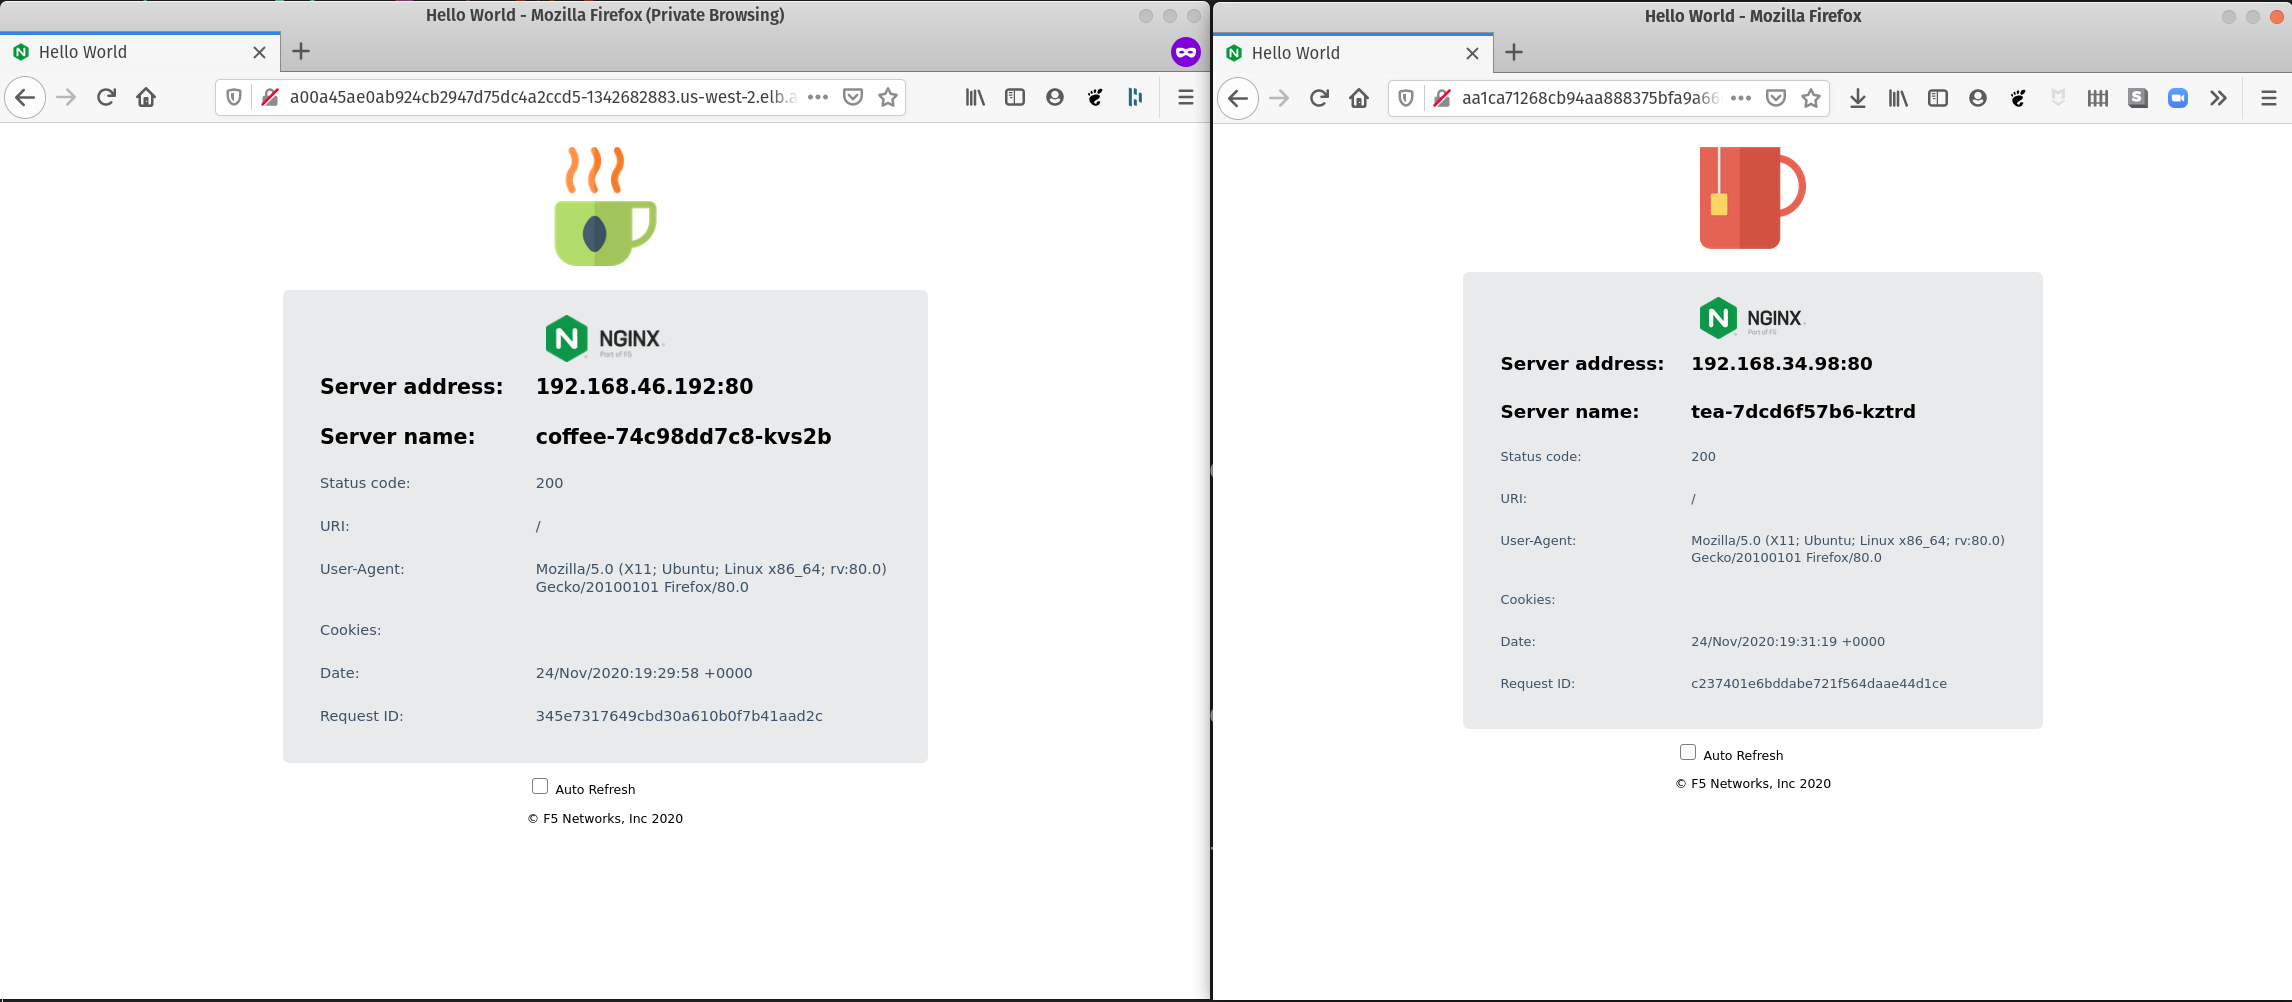 Hello World - Mozilla Firefox (Private Browsing)
Hello World
a00a45ae0ab924cb2947d75dc4a2ccd5-1342682883.us-west-2.elb.a
NGINX
Part of F5
Server address: 192.168.46.192:80
Server name: coffee-74c98dd7c8-kvs2b
Status code: 200
URI: /
User-Agent: Mozilla/5.0 (X11; Ubuntu; Linux x86_64; rv:80.0)
Gecko/20100101 Firefox/80.0
Cookies:
Date: 24/Nov/2020:19:29:58 +0000
Request ID: 345e7317649cbd30a610b0f7b41aad2c
Auto Refresh
© F5 Networks, Inc 2020
Hello World - Mozilla Firefox
Hello World
aa1ca71268cb94aa888375bfa9a66
NGINX
Part of F5
Server address: 192.168.34.98:80
Server name: tea-7dcd6f57b6-kztrd
Status code: 200
URI: /
User-Agent: Mozilla/5.0 (X11; Ubuntu; Linux x86_64; rv:80.0)
Gecko/20100101 Firefox/80.0
Cookies:
Date: 24/Nov/2020:19:31:19 +0000
Request ID: c237401e6bddabe721f564daae44d1ce
Auto Refresh
© F5 Networks, Inc 2020